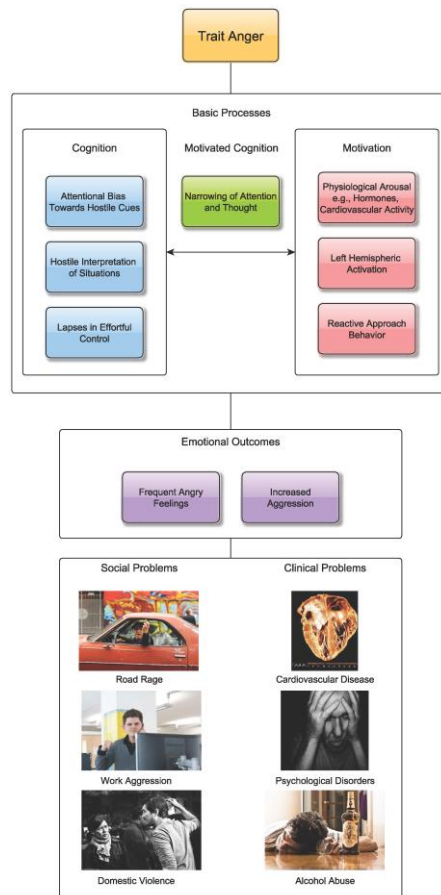 Trait Anger
Basic Processes
Cognition
Motivated Cognition
Motivation
Attentional Bias
Towards Hostile Cues
Hostile Interpretation of
Situations
Lapses in Effortful
Control
Narrowing of Attention
and Thought
Physiological Arousal
e.g., Hormones,
Cardiovascular Activity
Left Hemispheric
Activation
Reactive Approach
Behavior
Emotional Outcomes
Frequent Angry
Feelings
Increased
Aggression
Social Problems
Clinical Problems
Road Rage
Cardiovascular Disease
Work Aggression
Psychological Disorders
Domestic Violence
Alcohol Abuse